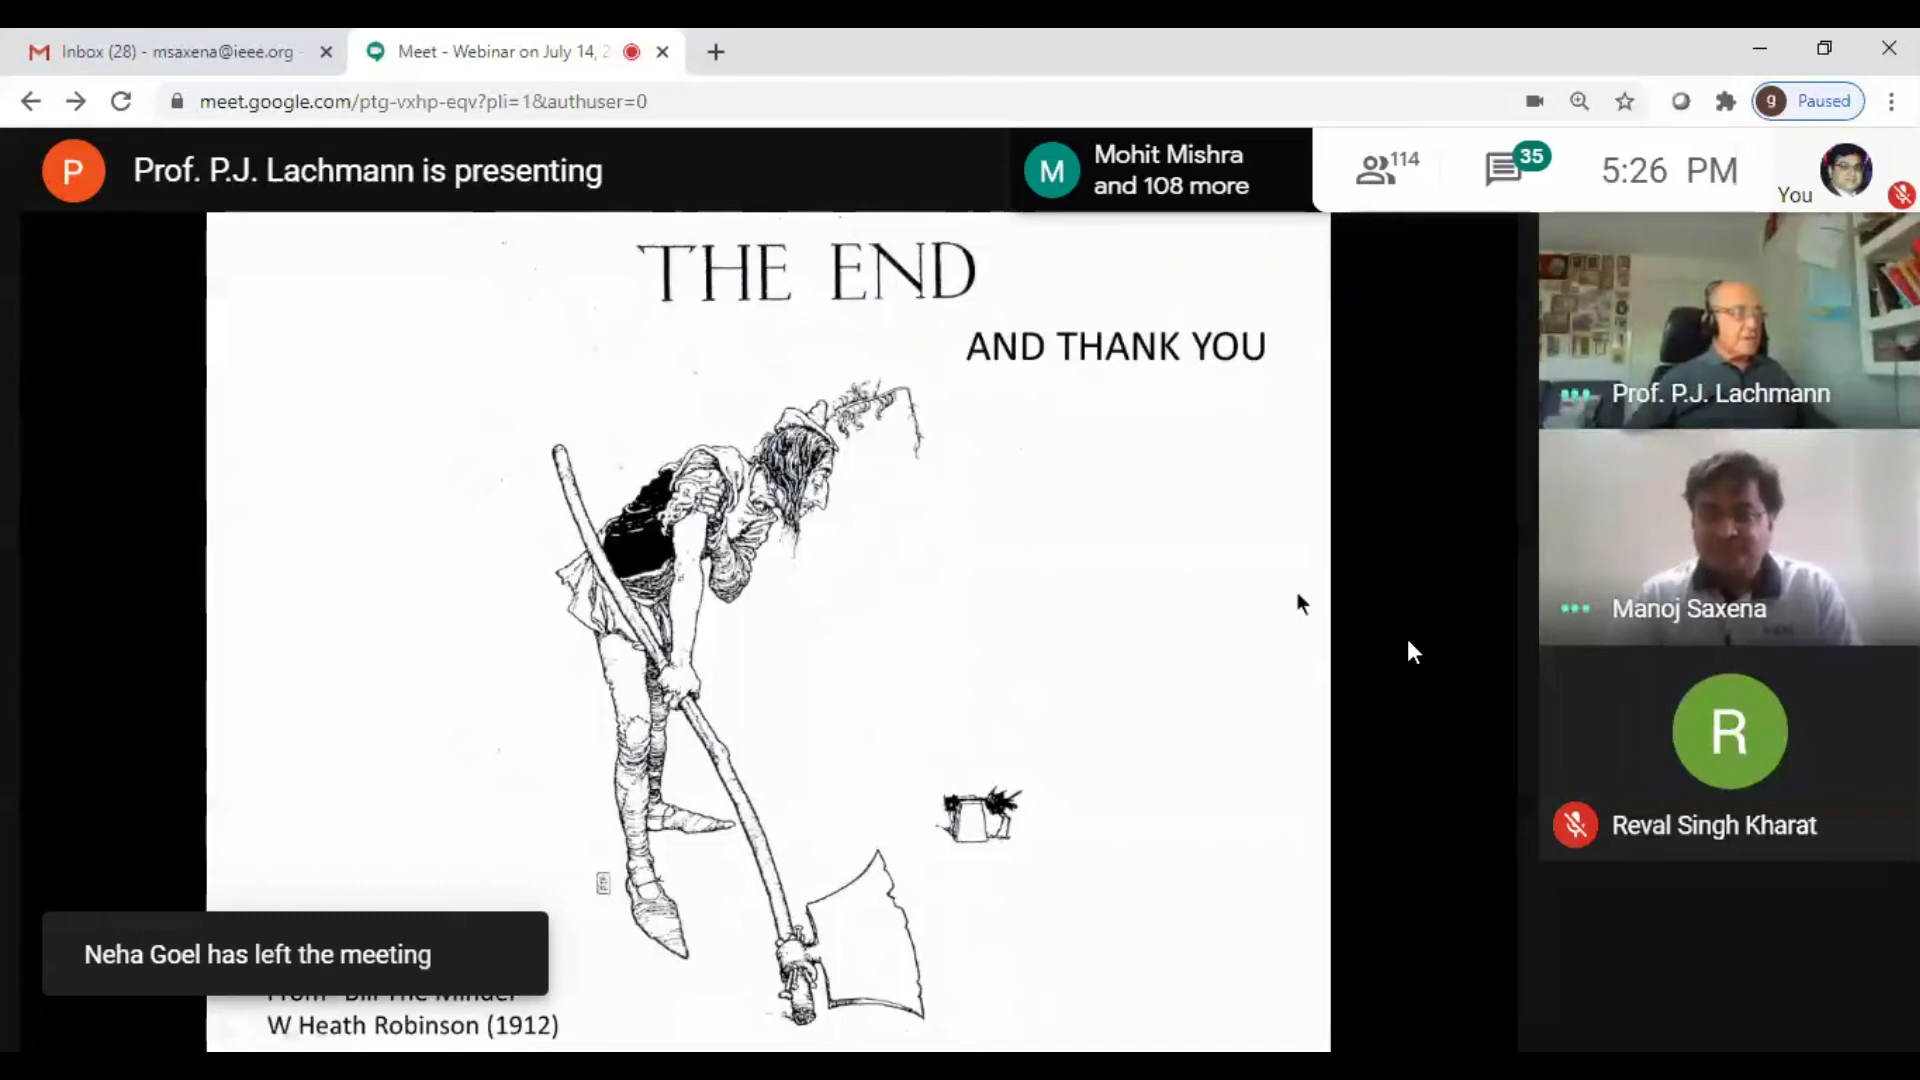 Inbox (28) - msaxena@ieee.org
Meet - Webinar on July 14, 2
meet.google.com/ptg-vxhp-eqv?pli=1&authuser=0
g
Paused
P
Prof. P.J. Lachmann is presenting
M
Mohit Mishra
and 108 more
114
35
5:26 PM
You
THE END
AND THANK YOU
Prof. P.J. Lachmann
Manoj Saxena
R
Reval Singh Kharat
Neha Goel has left the meeting
W Heath Robinson (1912)